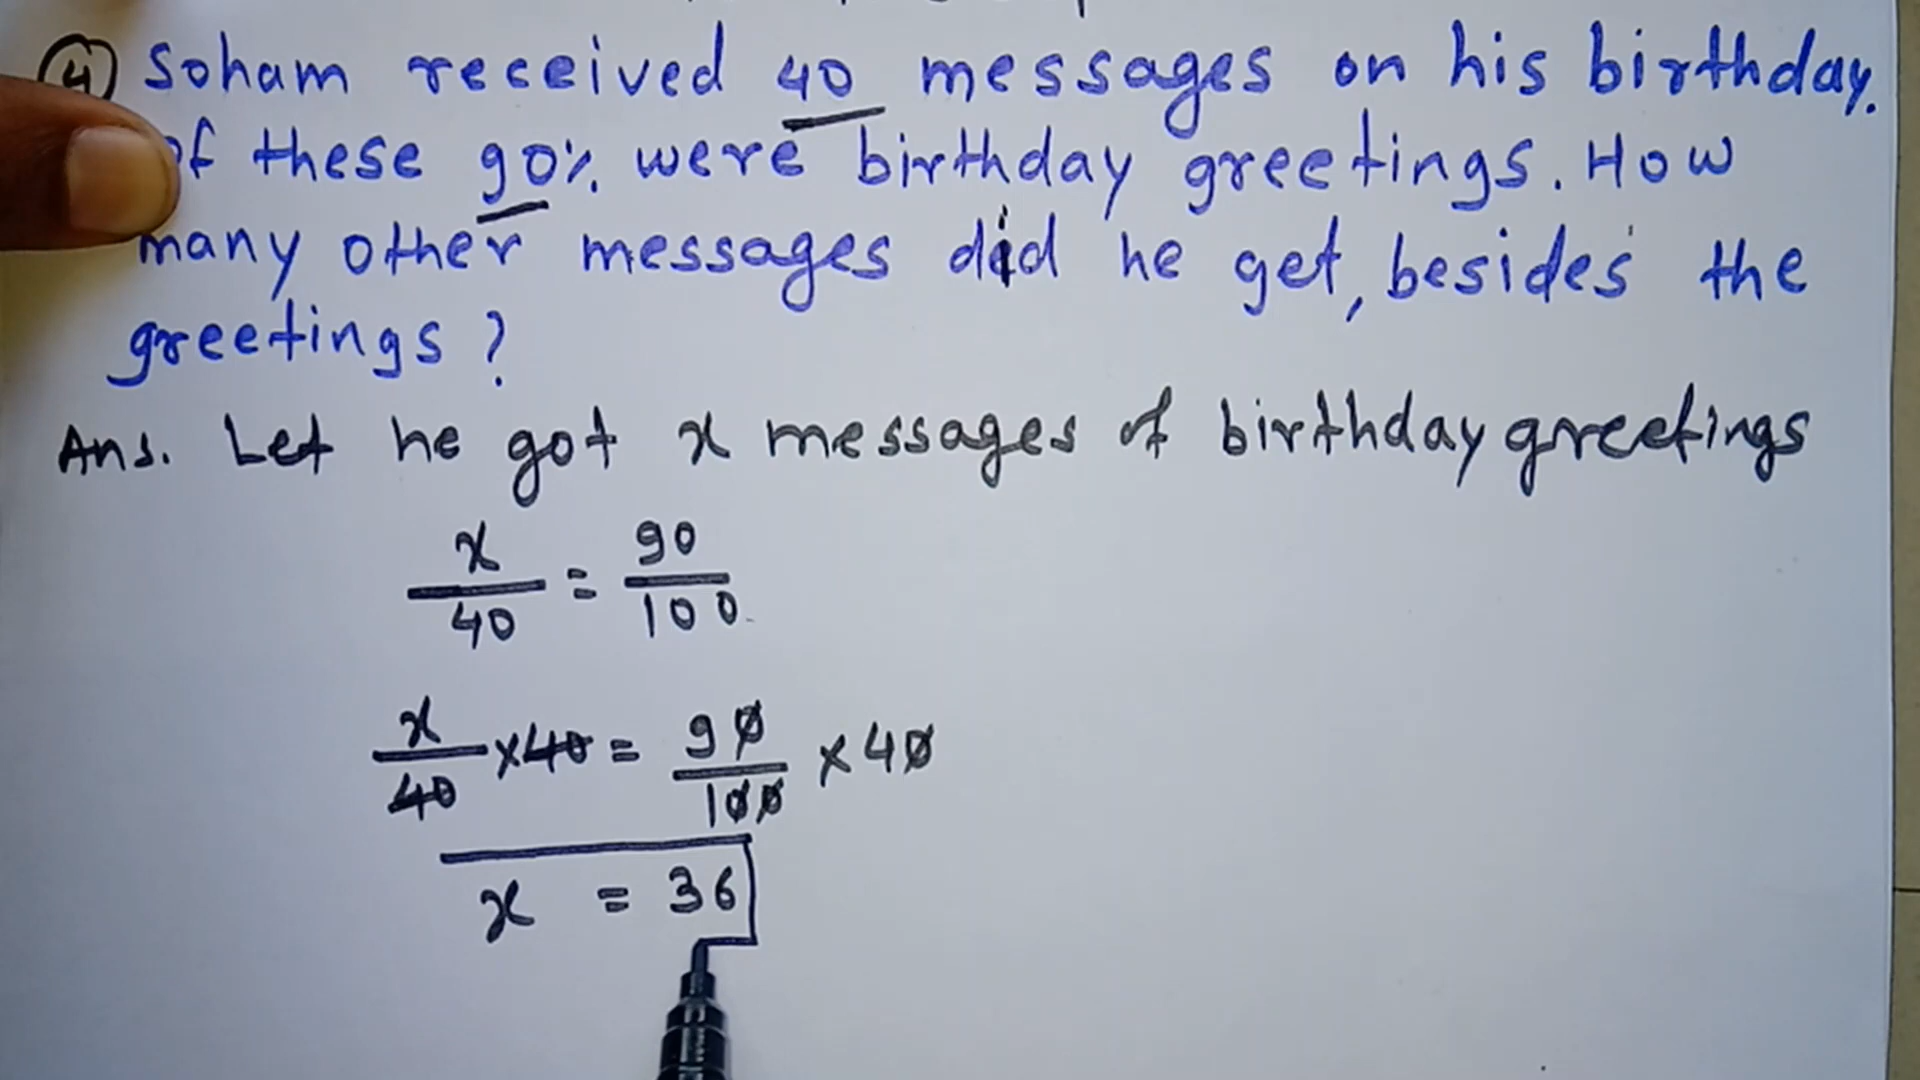 4 Soham received 40 messages on his birthday.
Of these 90% were birthday greetings. How
many other messages did he get, besides the
greetings?
Ans. Let he got x messages of birthday greetings
x/40 = 90/100
x/40 × 40 = 90/100 × 40
x = 36